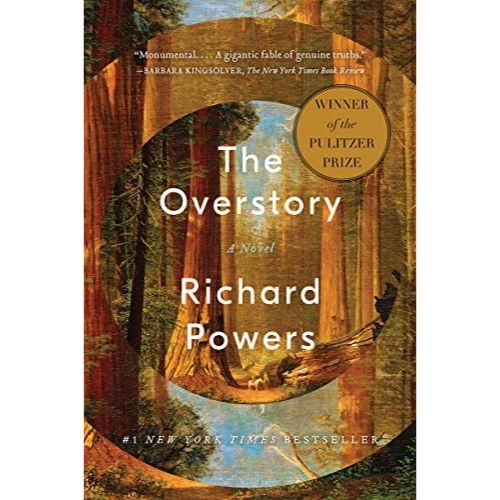 "Monumental. . . . A gigantic fable of genuine truths."
—BARBARA KINGSOLVER, The New York Times Book Review
WINNER
of the
PULITZER
PRIZE
The
Overstory
A Novel
Richard
Powers
#1 NEW YORK TIMES BESTSELLER